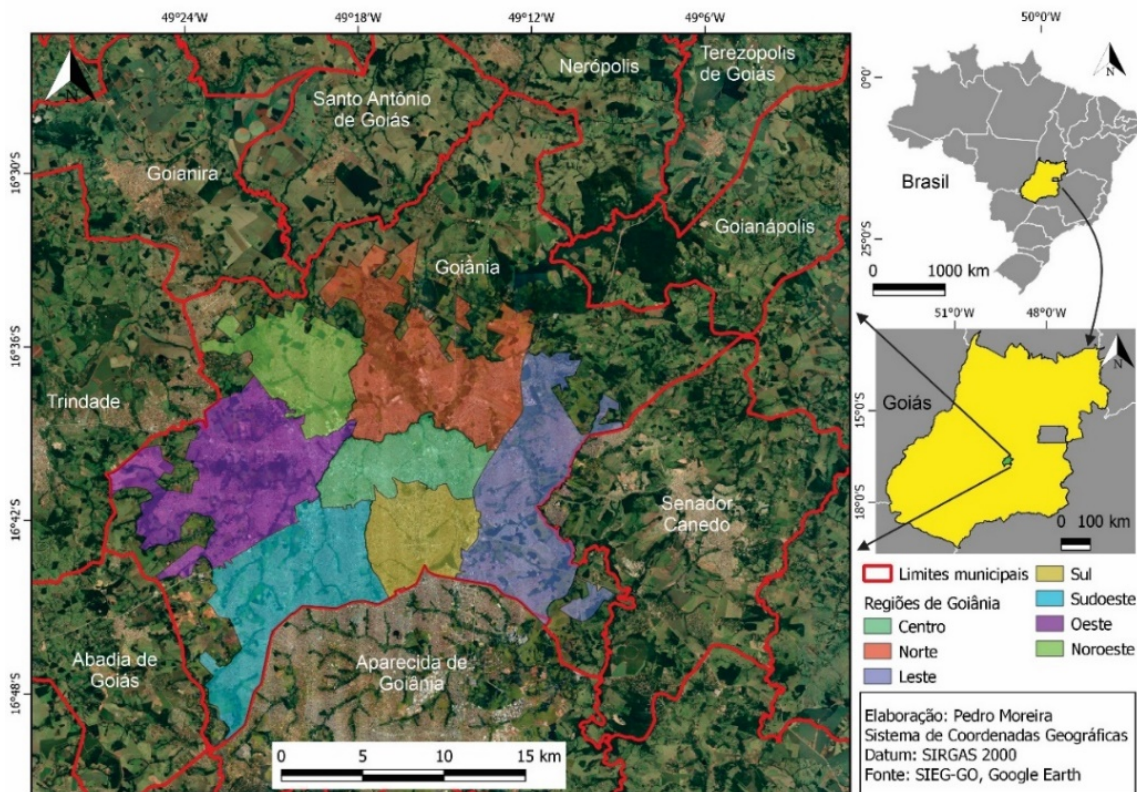 49°24'W
49°18'W
49°12'W
49°6'W
16°30'S
16°35'S
16°42'S
16°48'S
Nerópolis
Terezópolis
de Goiás
Santo Antônio
de Goiás
Goianira
Goianápolis
Goiânia
Trindade
Senador
Canedo
Abadia de
Goiás
Aparecida de
Goiânia
0 5 10 15 km
50°0'W
0°0'
25°0'S
Brasil
0 1000 km
51°0'W
48°0'W
N
Goiás
15°0'S
18°0'S
0 100 km
Limites municipais
Regiões de Goiânia
Centro
Norte
Leste
Sul
Sudoeste
Oeste
Noroeste
Elaboração: Pedro Moreira
Sistema de Coordenadas Geográficas
Datum: SIRGAS 2000
Fonte: SIEG-GO, Google Earth